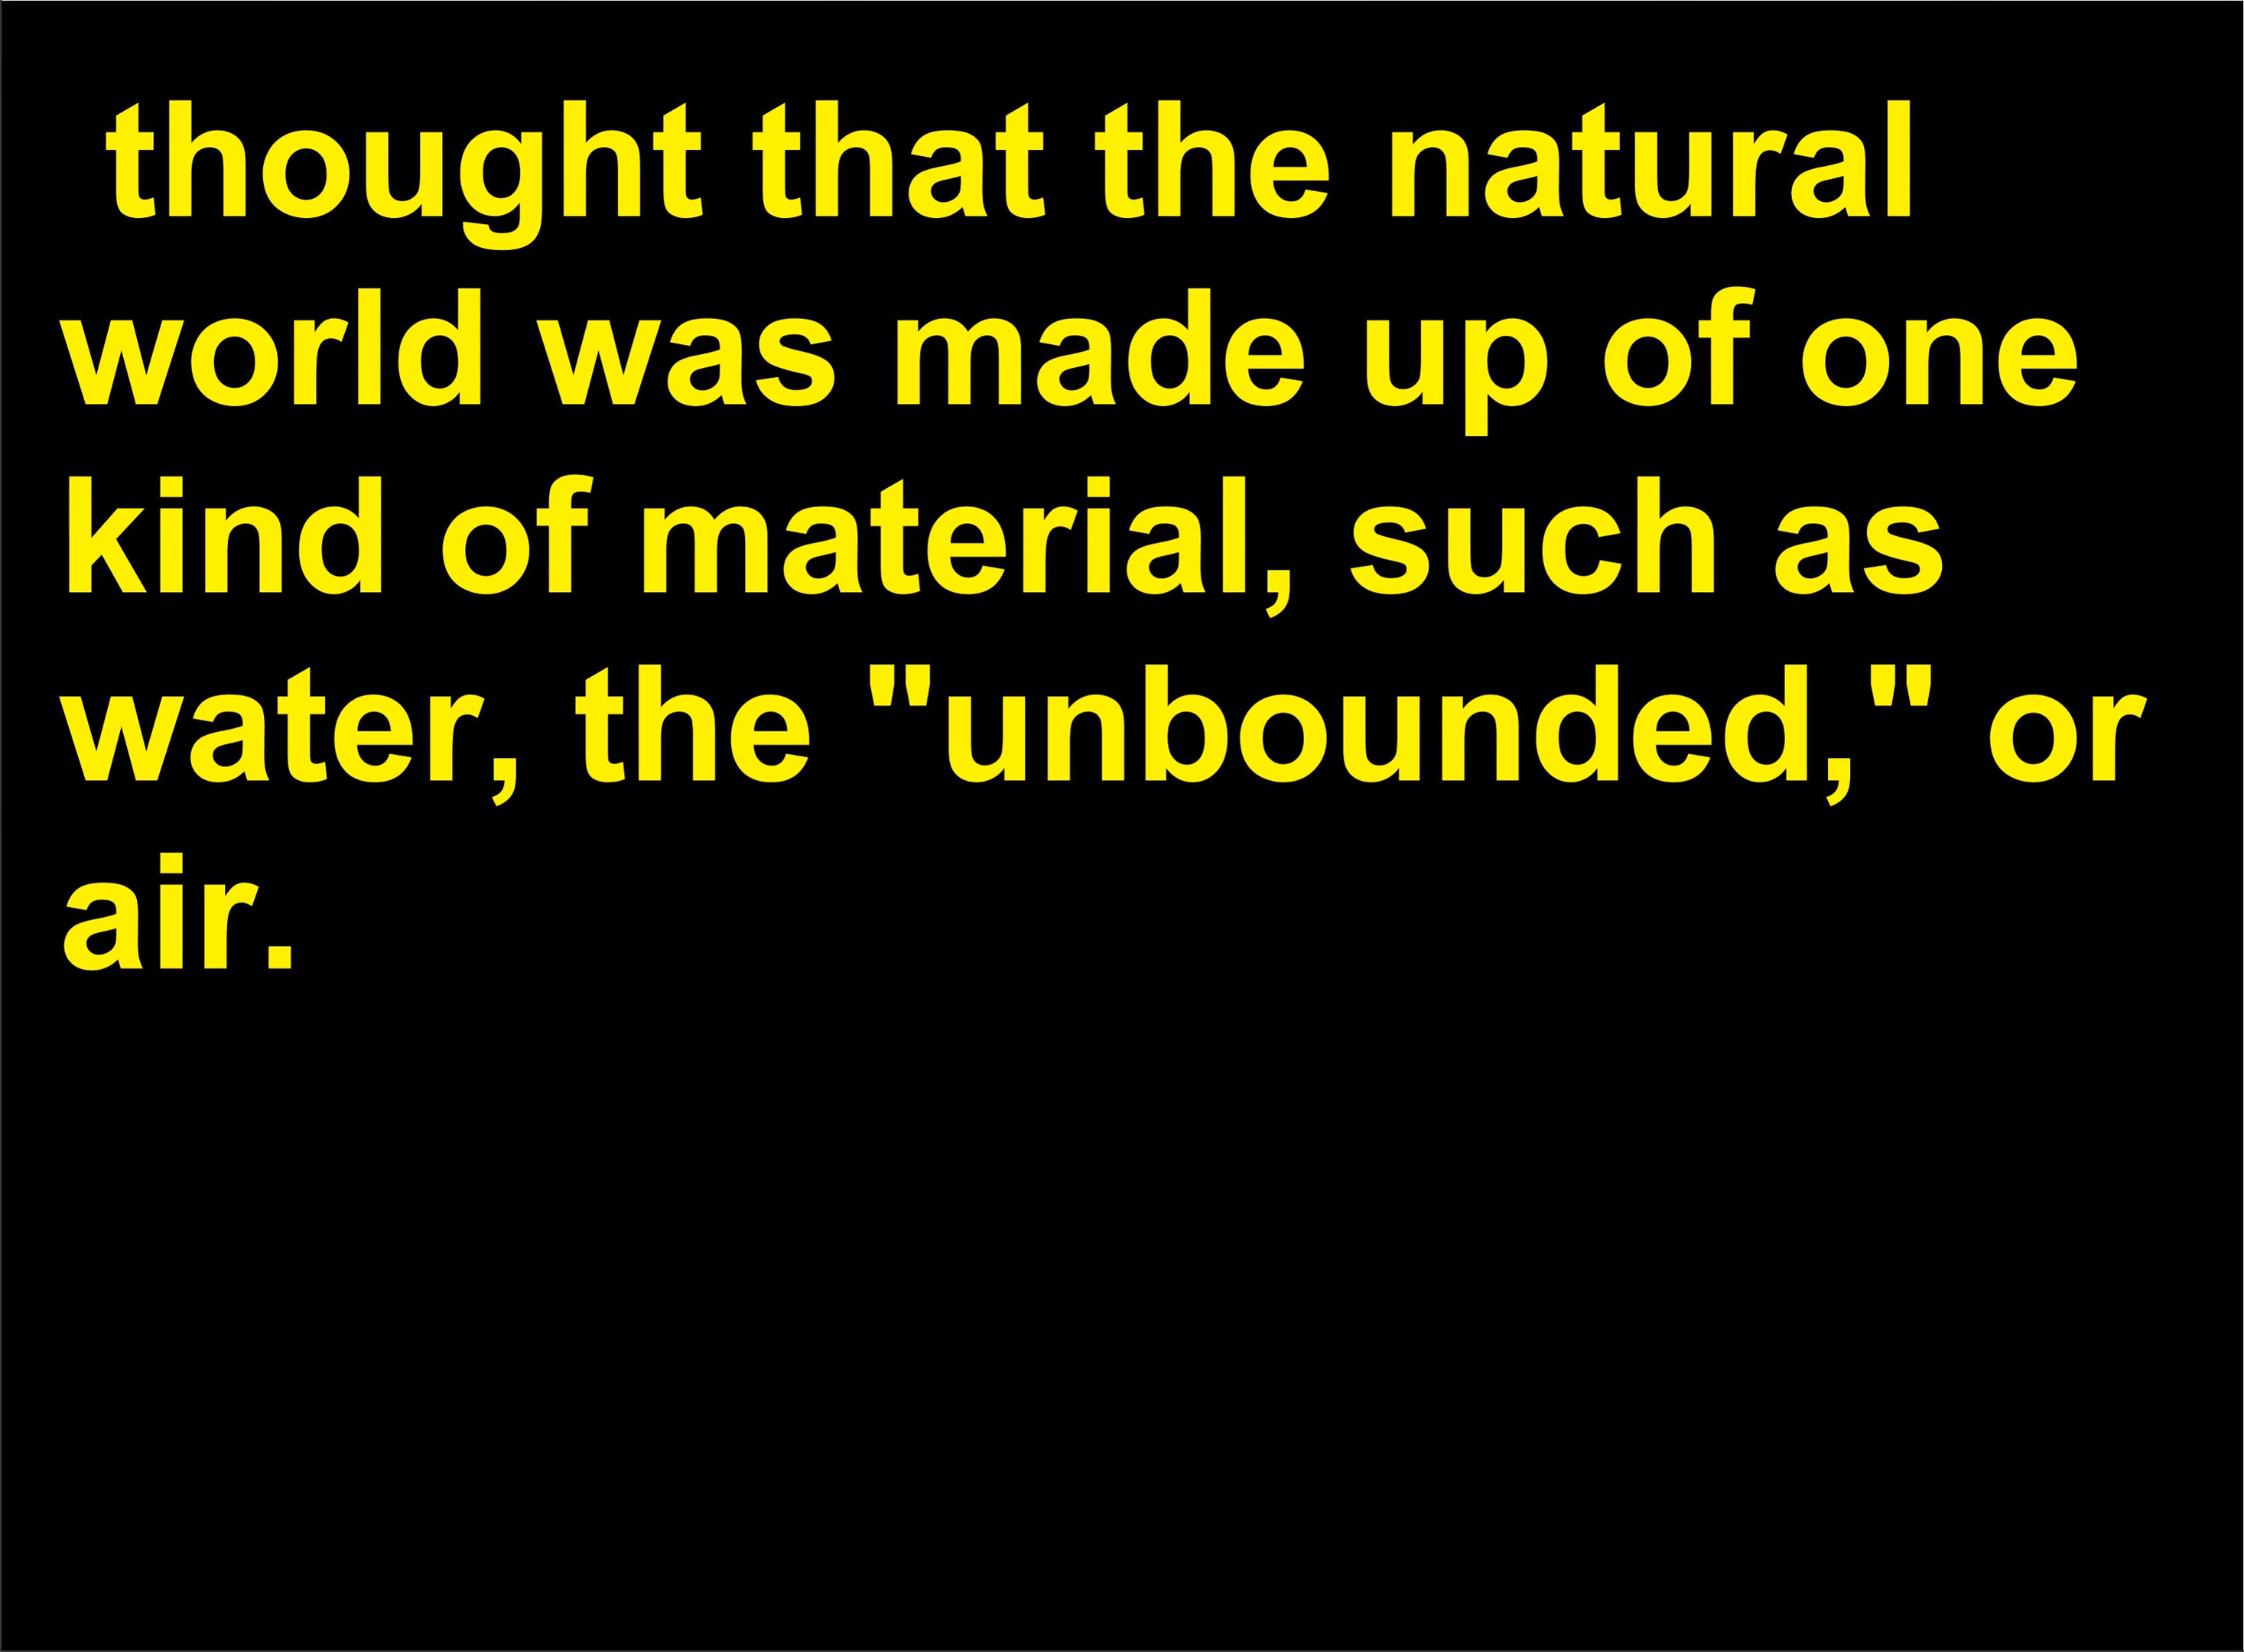 thought that the natural
world was made up of one
kind of material, such as
water, the "unbounded," or
air.